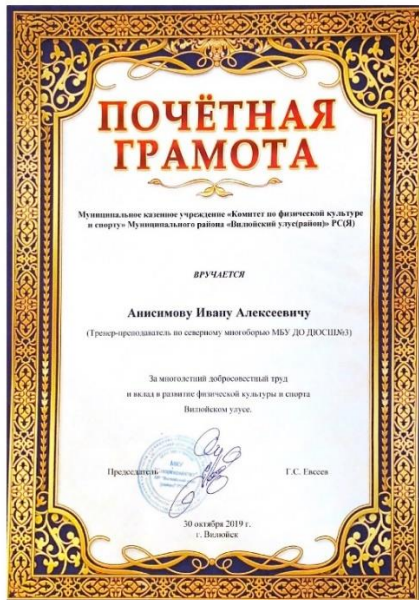 ПОЧЁТНАЯ
ГРАМОТА
Муниципальное казенное учреждение «Комитет по физической культуре
и спорту» Муниципального района «Вилюйский улус(район)» РС(Я)
ВРУЧАЕТСЯ
Анисимову Ивану Алексеевичу
(Тренер-преподаватель по северному многоборью МБУ ДО ДЮСШ№3)
За многолетний добросовестный труд
и вклад в развитие физической культуры и спорта
Вилюйском улусе.
Председатель Г.С. Евсеев
30 октября 2019 г.
г. Вилюйск